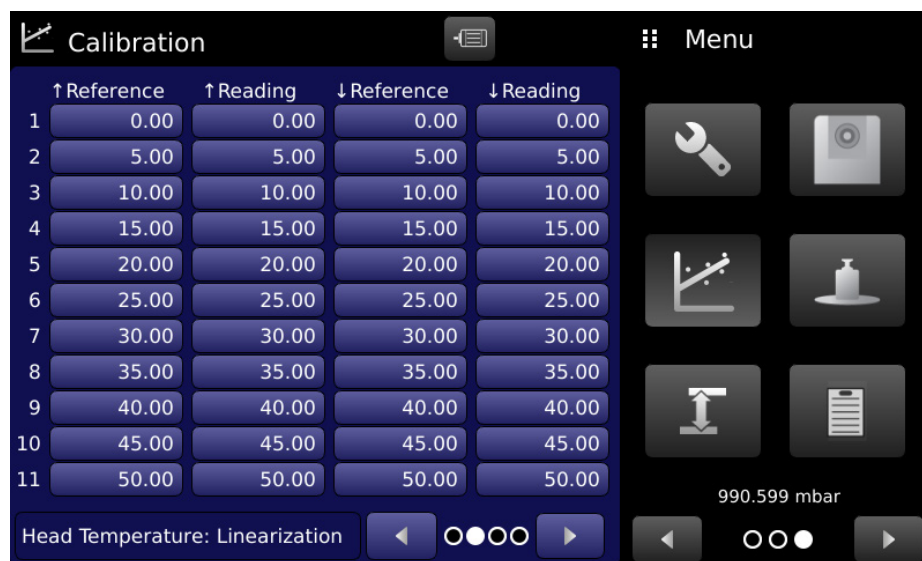 Calibration
Menu
↑Reference ↑Reading ↓Reference ↓Reading
1 0.00 0.00 0.00 0.00
2 5.00 5.00 5.00 5.00
3 10.00 10.00 10.00 10.00
4 15.00 15.00 15.00 15.00
5 20.00 20.00 20.00 20.00
6 25.00 25.00 25.00 25.00
7 30.00 30.00 30.00 30.00
8 35.00 35.00 35.00 35.00
9 40.00 40.00 40.00 40.00
10 45.00 45.00 45.00 45.00
11 50.00 50.00 50.00 50.00
Head Temperature: Linearization
990.599 mbar